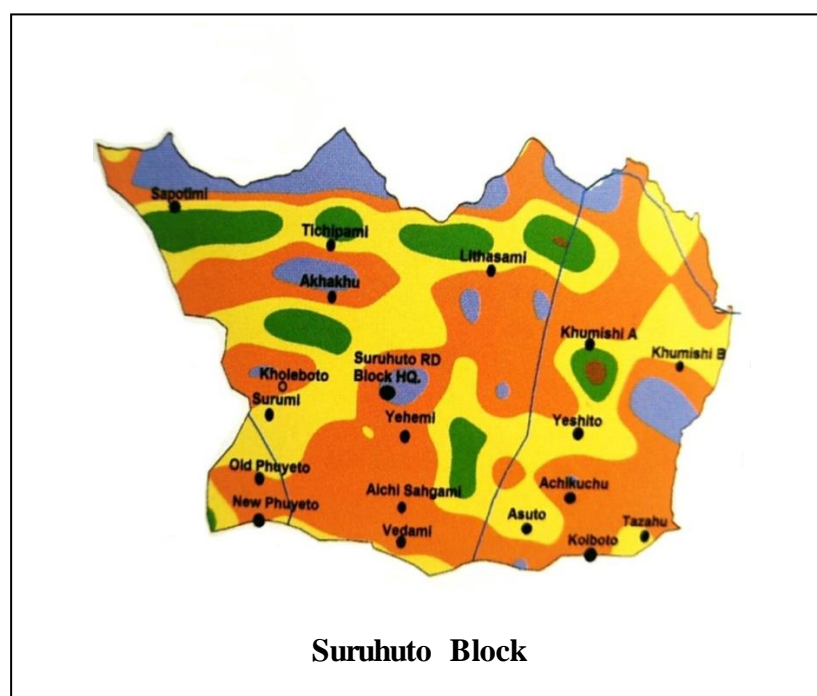 Sapotimi
Tichipami
Lithasami
Akhakhu
Khumishi A
Khumishi B
Suruhuto RD
Block HQ.
Kholeboto
Surumi
Yehemi
Yeshito
Old Phuyeto
Aichi Sahgami
Achikuchu
New Phuyeto
Asuto
Tazahu
Vedami
Koiboto
Suruhuto Block